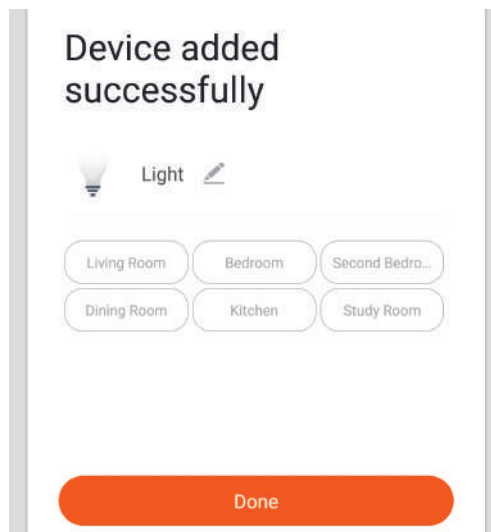 Device added
successfully
Light
Living Room Bedroom Second Bedro...
Dining Room Kitchen Study Room
Done